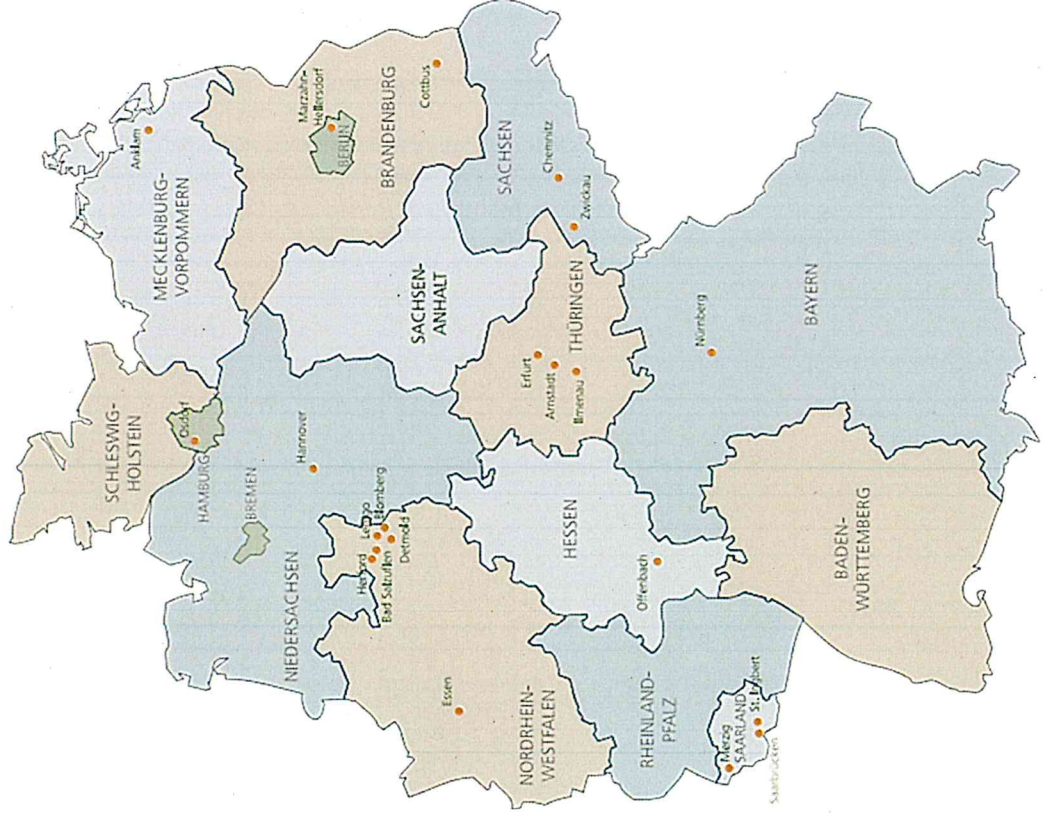 SCHLESWIG-
HOLSTEIN
Osdorf
HAMBURG
MECKLENBURG-
VORPOMMERN
Anklam
BREMEN
NIEDERSACHSEN
Hannover
Marzahn-
Hellersdorf
BERLIN
BRANDENBURG
Cottbus
SACHSEN-
ANHALT
Herford
Lemgo
Bad Salzuflen
Blomberg
Detmold
Essen
NORDRHEIN-
WESTFALEN
HESSEN
Offenbach
Erfurt
Arnstadt
Ilmenau
THÜRINGEN
SACHSEN
Chemnitz
Zwickau
RHEINLAND-
PFALZ
Merzig
SAARLAND
St. Ingbert
Saarbrücken
BADEN-
WÜRTTEMBERG
Nürnberg
BAYERN